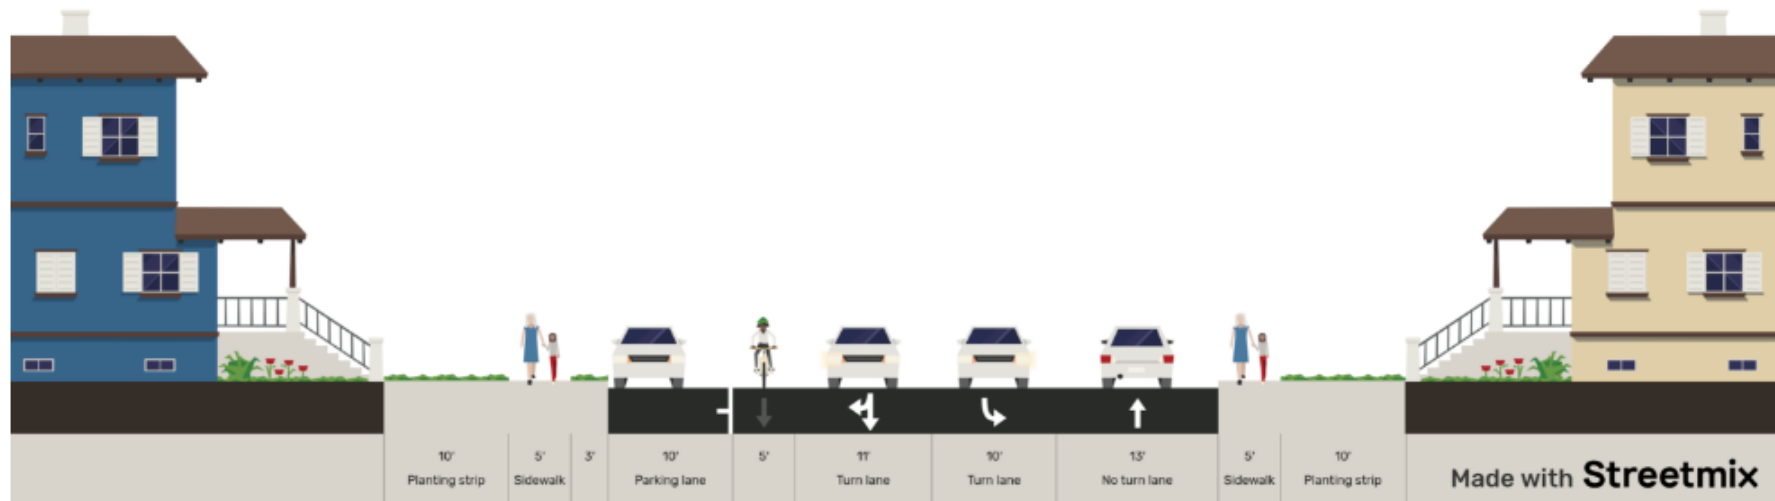 10' 5' 3' 10' 5' 11' 10' 13' 5' 10'
Planting strip Sidewalk Parking lane Turn lane Turn lane No turn lane Sidewalk Planting strip
Made with Streetmix